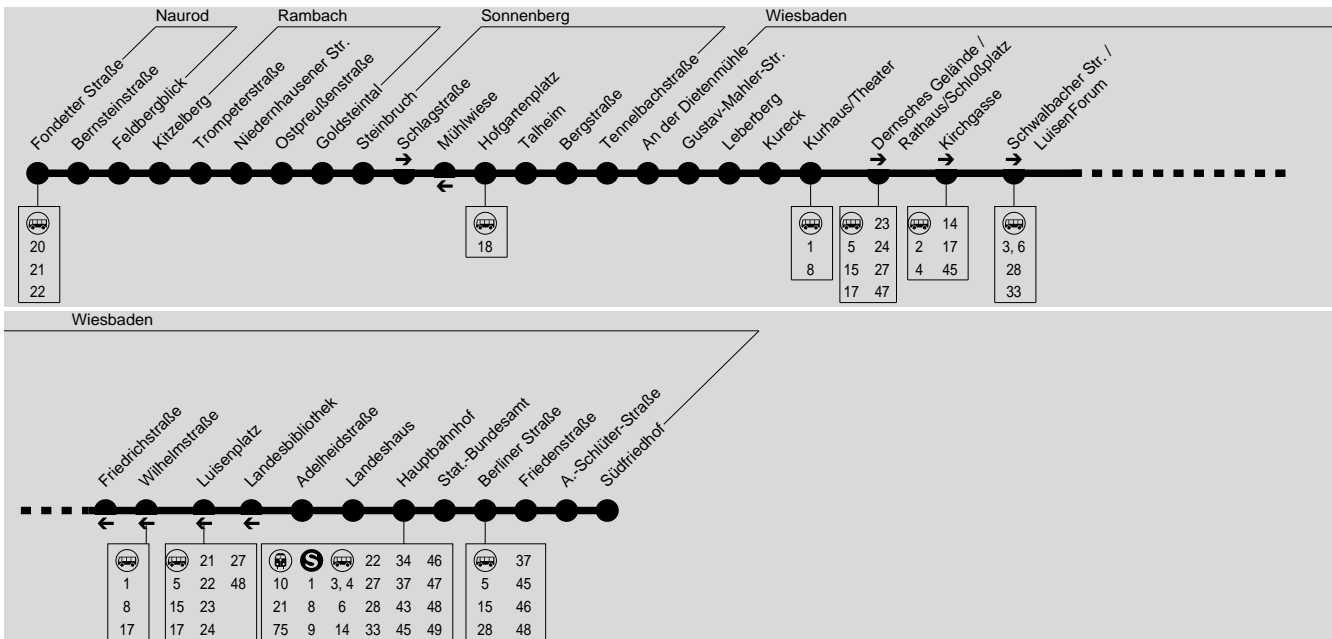 Naurod
Rambach
Sonnenberg
Wiesbaden
Fondetter Straße
Bernsteinstraße
Feldbergblick
Kitzelberg
Trompeterstraße
Niedernhausener Str.
Ostpreußenstraße
Goldsteintal
Steinbruch
Schlagstraße
Mühlwiese
Hofgartenplatz
Talheim
Bergstraße
Tennelbachstraße
An der Dietenmühle
Gustav-Mahler-Str.
Leberberg
Kureck
Kurhaus/Theater
Dernsches Gelände /
Rathaus/Schloßplatz
Kirchgasse
Schwalbacher Str. /
LuisenForum
20
21
22
18
1
8
23
5 24
15 27
17 47
14
2 17
4 45
3, 6
28
33
Wiesbaden
Friedrichstraße
Wilhelmstraße
Luisenplatz
Landesbibliothek
Adelheidstraße
Landeshaus
Hauptbahnhof
Stat.-Bundesamt
Berliner Straße
Friedenstraße
A.-Schlüter-Straße
Südfriedhof
1
8
17
21 27
5 22 48
15 23
17 24
S 22 34 46
10 1 3, 4 27 37 47
21 8 6 28 43 48
75 9 14 33 45 49
37
5 45
15 46
28 48